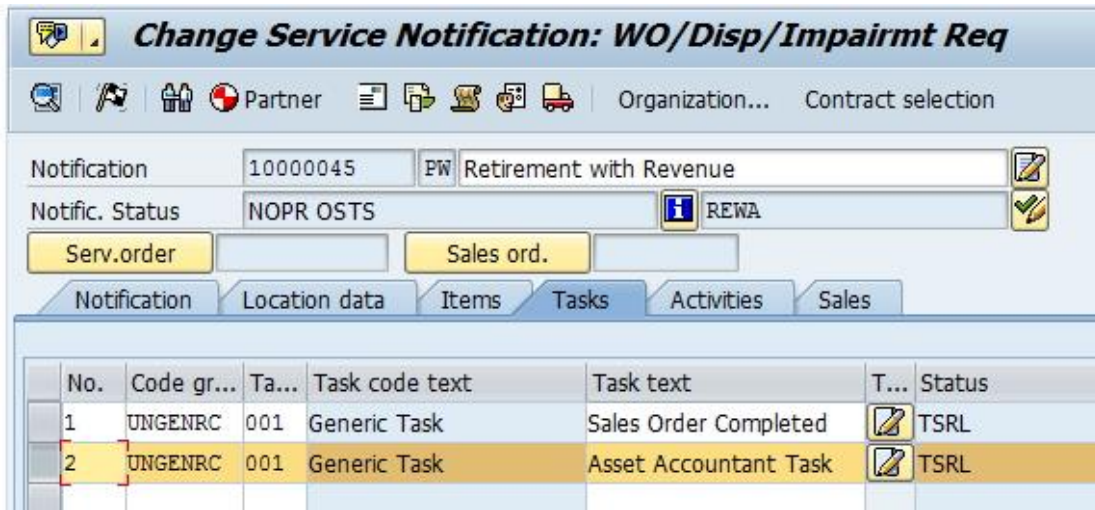 Change Service Notification: WO/Disp/Impairmt Req
Partner Organization... Contract selection
Notification 10000045 PW Retirement with Revenue
Notific. Status NOPR OSTS REWA
Serv.order Sales ord.
Notification Location data Items Tasks Activities Sales
No. Code gr... Ta... Task code text Task text T... Status
1 UNGENRC 001 Generic Task Sales Order Completed TSRL
2 UNGENRC 001 Generic Task Asset Accountant Task TSRL